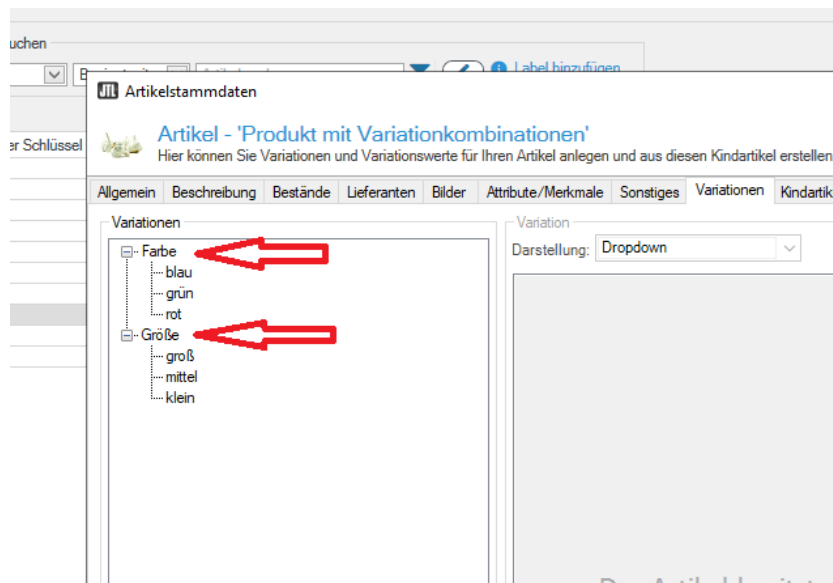 uchen
Label hinzufügen
JTL Artikelstammdaten
er Schlüssel
Artikel - 'Produkt mit Variationkombinationen'
Hier können Sie Variationen und Variationswerte für Ihren Artikel anlegen und aus diesen Kindartikel erstellen
Allgemein Beschreibung Bestände Lieferanten Bilder Attribute/Merkmale Sonstiges Variationen Kindartik
Variationen
Variation
Darstellung: Dropdown
Farbe
blau
grün
rot
Größe
groß
mittel
klein